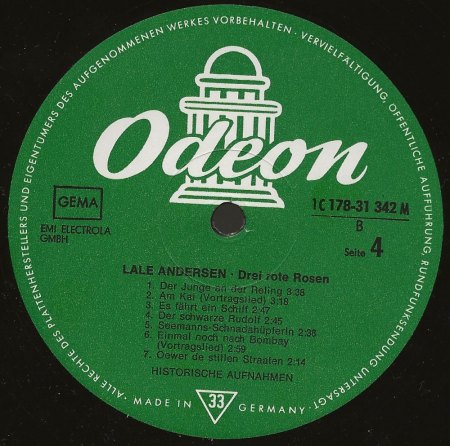 ALLE RECHTE DES PLATTENHERSTELLERS UND EIGENTÜMERS DES AUFGENOMMENEN WERKES VORBEHALTEN · VERVIELFÄLTIGUNG, ÖFFENTLICHE AUFFÜHRUNG, RUNDFUNKSENDUNG UNTERSAGT ·
Odeon
GEMA
EMI ELECTROLA
GMBH
1C 178-31 342 M
B
Seite 4
LALE ANDERSEN · Drei rote Rosen
1. Der Junge an der Reling 3:38
2. Am Kai (Vortragslied) 3:18
3. Es fährt ein Schiff 2:47
4. Der schwarze Rudolf 2:45
5. Seemanns-Schnadahüpferln 2:36
6. Einmal noch nach Bombay
(Vortragslied) 2:59
7. Oewer de stillen Straaten 2:14
HISTORISCHE AUFNAHMEN
MADE IN 33 GERMANY